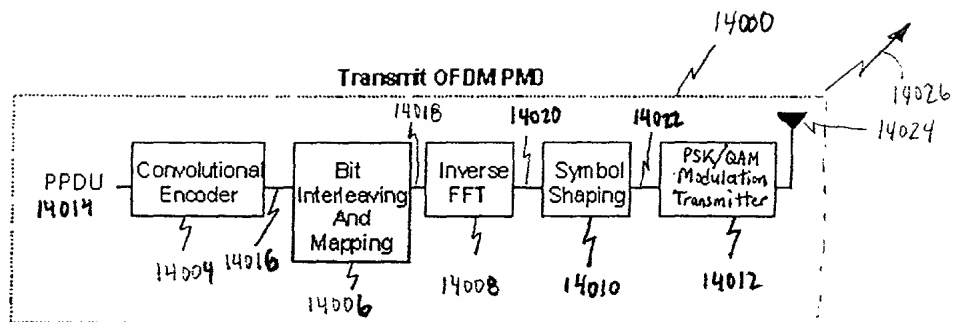 14000
Transmit OFDM PMD
14026
14024
14018
14020
14022
PPDU
14014
Convolutional
Encoder
Bit
Interleaving
And
Mapping
Inverse
FFT
Symbol
Shaping
PSK/QAM
Modulation
Transmitter
14004
14016
14006
14008
14010
14012